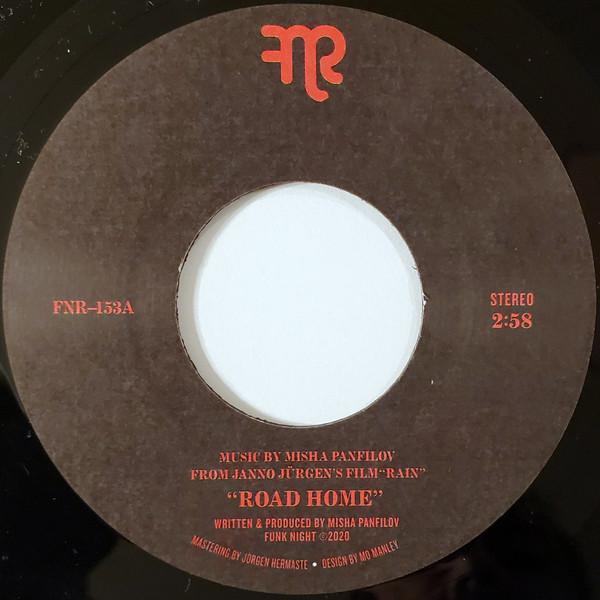 FNR
FNR–153A
STEREO
2:58
MUSIC BY MISHA PANFILOV
FROM JANNO JÜRGEN'S FILM “RAIN”
“ROAD HOME”
WRITTEN & PRODUCED BY MISHA PANFILOV
FUNK NIGHT ©2020
MASTERING BY JÖRGEN HERMASTE • DESIGN BY MO MANLEY